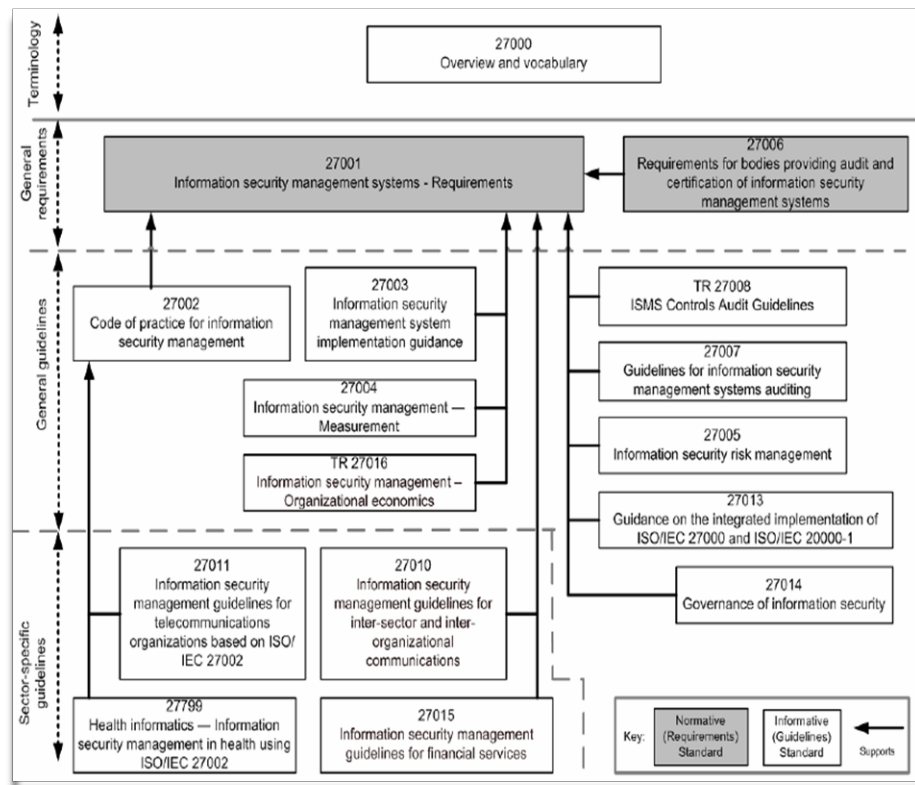 Terminology
27000
Overview and vocabulary
General
requirements
27001
Information security management systems - Requirements
27006
Requirements for bodies providing audit and
certification of information security
management systems
General guidelines
27002
Code of practice for information
security management
27003
Information security
management system
implementation guidance
27004
Information security management —
Measurement
TR 27016
Information security management –
Organizational economics
TR 27008
ISMS Controls Audit Guidelines
27007
Guidelines for information security
management systems auditing
27005
Information security risk management
27013
Guidance on the integrated implementation of
ISO/IEC 27000 and ISO/IEC 20000-1
27014
Governance of information security
Sector-specific
guidelines
27011
Information security
management guidelines for
telecommunications
organizations based on ISO/
IEC 27002
27010
Information security
management guidelines for
inter-sector and inter-
organizational
communications
27799
Health informatics — Information
security management in health using
ISO/IEC 27002
27015
Information security management
guidelines for financial services
Key:
Normative
(Requirements)
Standard
Informative
(Guidelines)
Standard
Supports